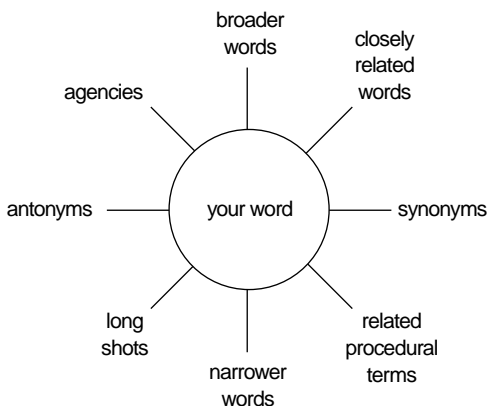 broader
words
closely
related
words
agencies
antonyms
your word
synonyms
long
shots
related
procedural
terms
narrower
words